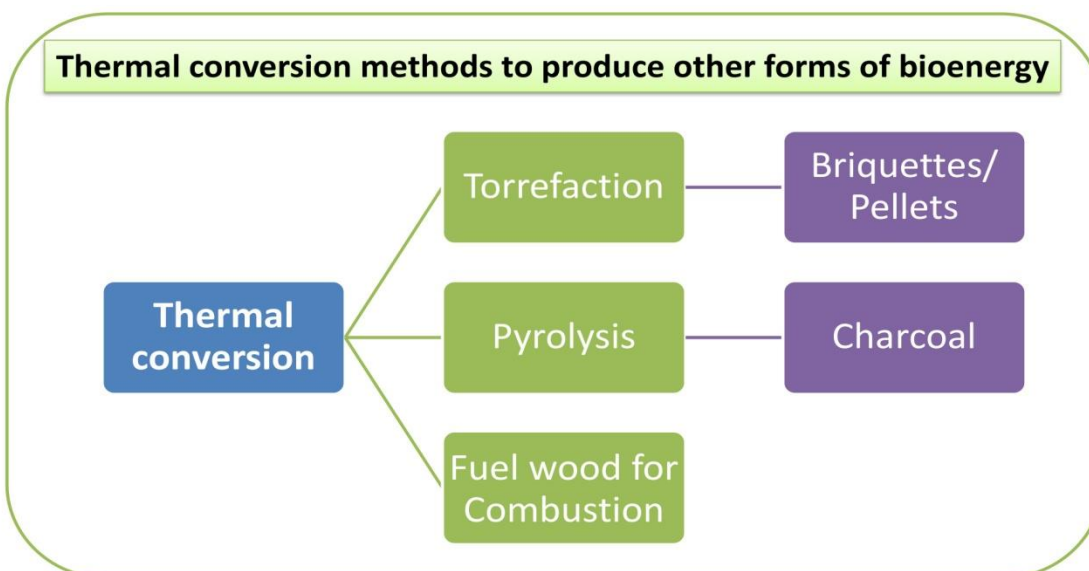 Thermal conversion methods to produce other forms of bioenergy
Thermal
conversion
Torrefaction
Briquettes/
Pellets
Pyrolysis
Charcoal
Fuel wood for
Combustion